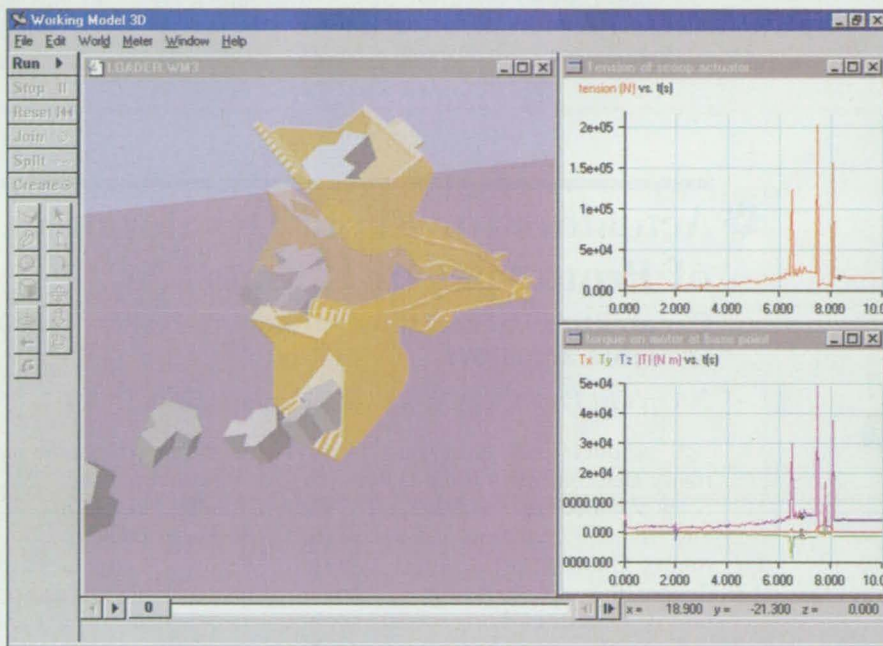 Working Model 3D
File Edit World Meter Window Help
Run
Stop
Reset
Join
Split
Create
LOADER.WM3
Tension of scoop actuator
tension (N) vs. t(s)
2e+05
1.5e+05
1e+05
5e+04
0.000
0.000 2.000 4.000 6.000 8.000 10.0
Torque on motor at base point
Tx Ty Tz |T| (N m) vs. t(s)
5e+04
4e+04
3e+04
2e+04
0000.000
0.000
0000.000
0.000 2.000 4.000 6.000 8.000 10.0
0
x = 18.900 y = -21.300 z = 0.000